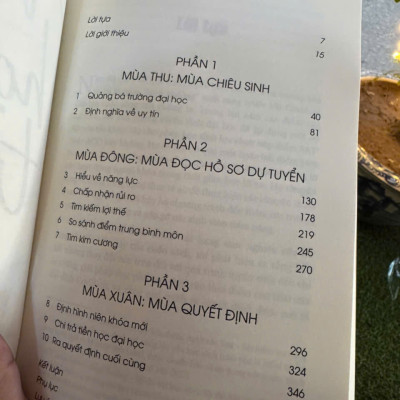 Lời tựa 7
Lời giới thiệu 15
PHẦN 1
MÙA THU: MÙA CHIÊU SINH
1 Quảng bá trường đại học 40
2 Định nghĩa về uy tín 81
PHẦN 2
MÙA ĐÔNG: MÙA ĐỌC HỒ SƠ DỰ TUYỂN
3 Hiểu về năng lực 130
4 Chấp nhận rủi ro 178
5 Tìm kiếm lợi thế 219
6 So sánh điểm trung bình môn 245
7 Tìm kim cương 270
PHẦN 3
MÙA XUÂN: MÙA QUYẾT ĐỊNH
8 Định hình niên khóa mới 296
9 Chi trả tiền học đại học 324
10 Ra quyết định cuối cùng 346
Kết luận
Phụ lục